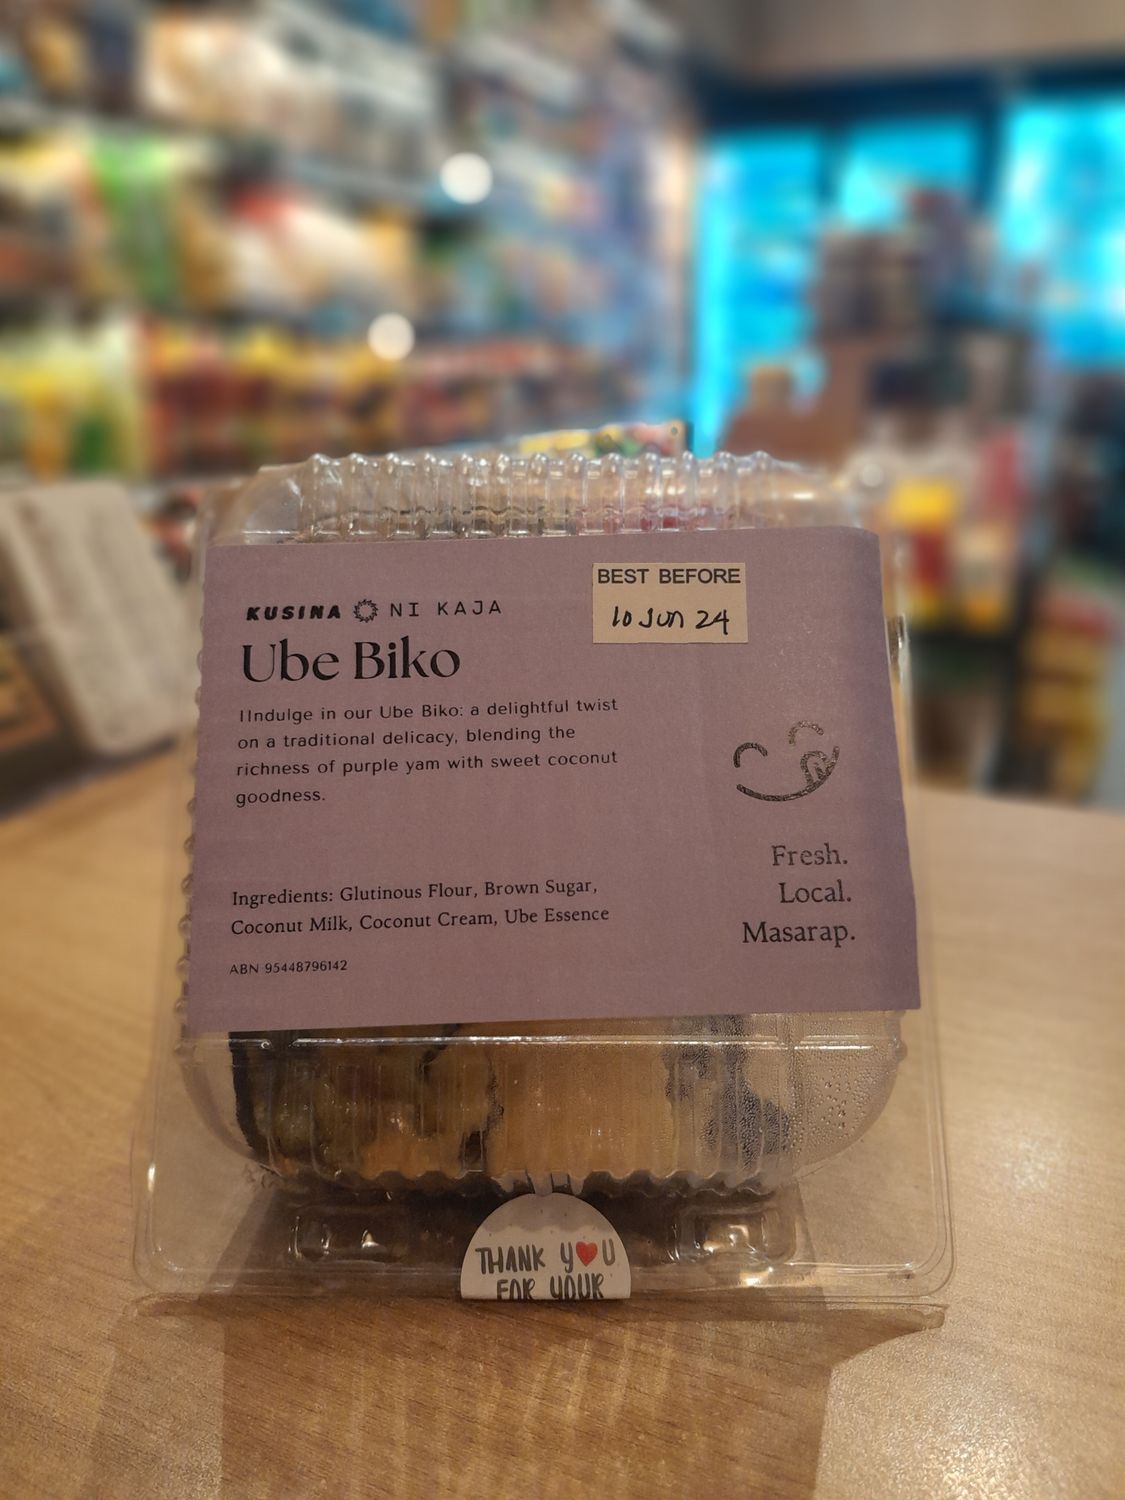 KUSINA NI KAJA
BEST BEFORE
10 Jun 24
Ube Biko
IIndulge in our Ube Biko: a delightful twist
on a traditional delicacy, blending the
richness of purple yam with sweet coconut
goodness.
Fresh.
Local.
Masarap.
Ingredients: Glutinous Flour, Brown Sugar,
Coconut Milk, Coconut Cream, Ube Essence
ABN 95448796142
THANK Y❤U
FOR YOUR